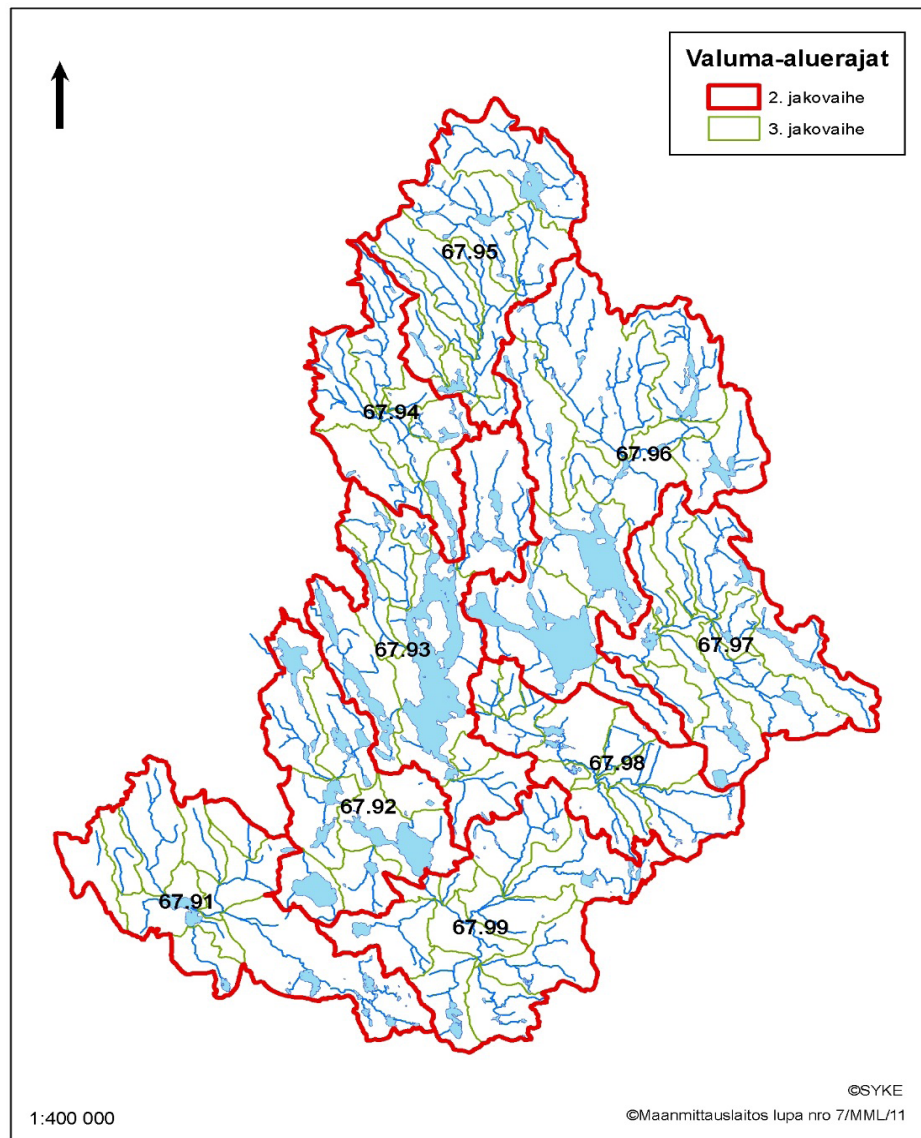 Valuma-aluerajat
2. jakovaihe
3. jakovaihe
67.95
67.94
67.96
67.93
67.97
67.98
67.92
67.91
67.99
©SYKE
1:400 000
©Maanmittauslaitos lupa nro 7/MML/11